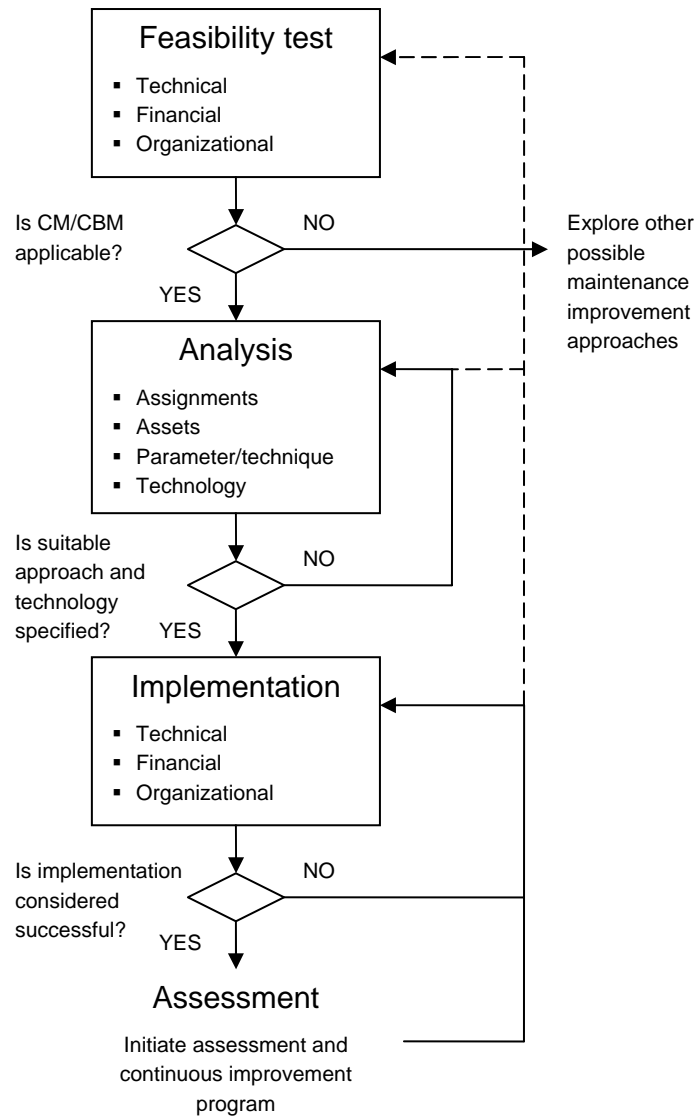 Feasibility test
▪ Technical
▪ Financial
▪ Organizational
Is CM/CBM
applicable?
NO
YES
Explore other
possible
maintenance
improvement
approaches
Analysis
▪ Assignments
▪ Assets
▪ Parameter/technique
▪ Technology
Is suitable
approach and
technology
specified?
NO
YES
Implementation
▪ Technical
▪ Financial
▪ Organizational
Is implementation
considered
successful?
NO
YES
Assessment
Initiate assessment and
continuous improvement
program